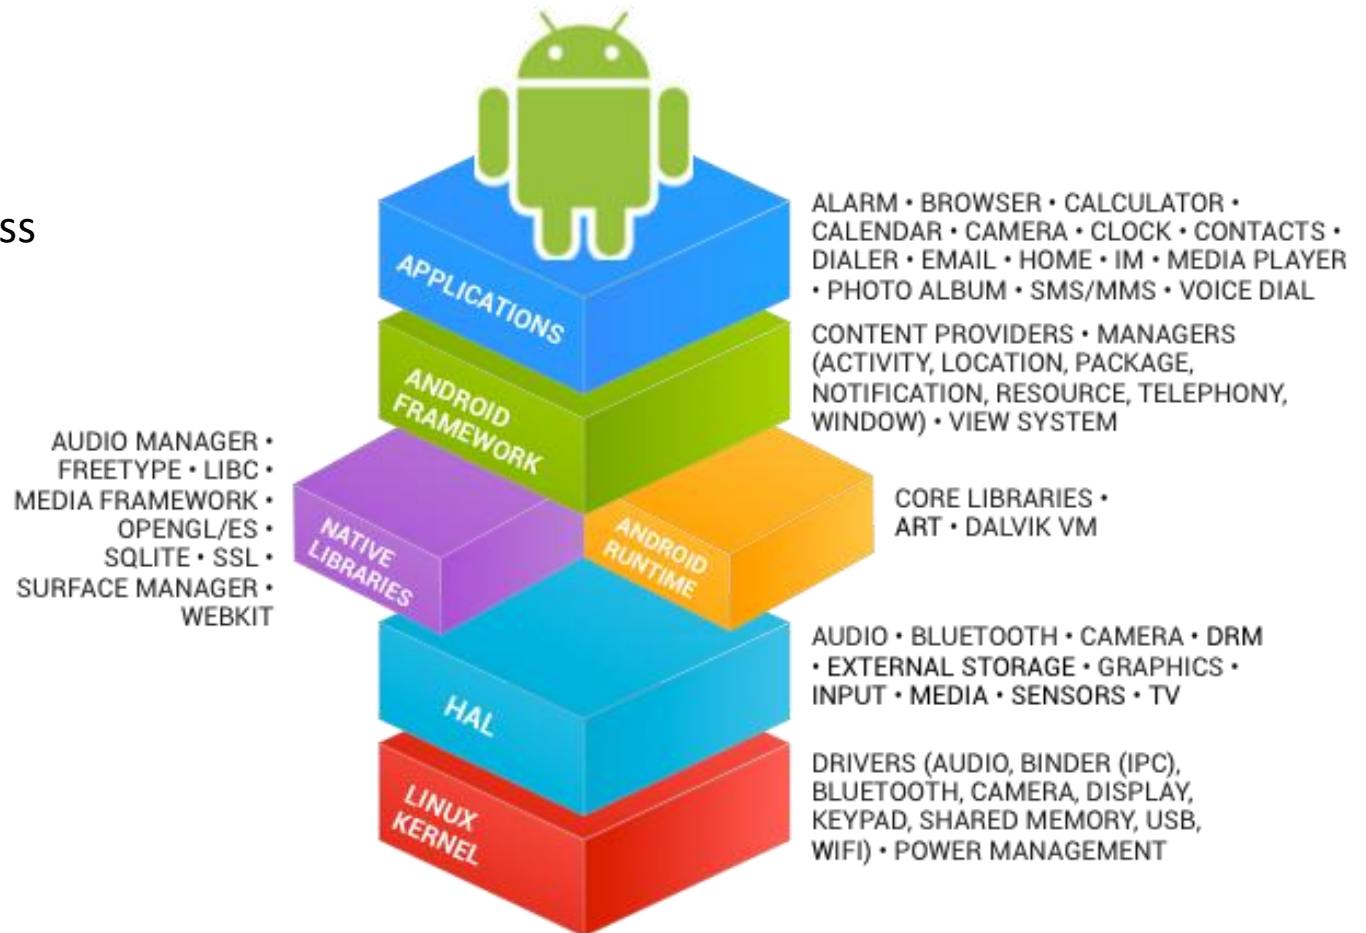 ss
APPLICATIONS
ALARM • BROWSER • CALCULATOR •
CALENDAR • CAMERA • CLOCK • CONTACTS •
DIALER • EMAIL • HOME • IM • MEDIA PLAYER
• PHOTO ALBUM • SMS/MMS • VOICE DIAL
ANDROID
FRAMEWORK
CONTENT PROVIDERS • MANAGERS
(ACTIVITY, LOCATION, PACKAGE,
NOTIFICATION, RESOURCE, TELEPHONY,
WINDOW) • VIEW SYSTEM
AUDIO MANAGER •
FREETYPE • LIBC •
MEDIA FRAMEWORK •
OPENGL/ES •
SQLITE • SSL •
SURFACE MANAGER •
WEBKIT
NATIVE
LIBRARIES
ANDROID
RUNTIME
CORE LIBRARIES •
ART • DALVIK VM
HAL
AUDIO • BLUETOOTH • CAMERA • DRM
• EXTERNAL STORAGE • GRAPHICS •
INPUT • MEDIA • SENSORS • TV
LINUX
KERNEL
DRIVERS (AUDIO, BINDER (IPC),
BLUETOOTH, CAMERA, DISPLAY,
KEYPAD, SHARED MEMORY, USB,
WIFI) • POWER MANAGEMENT